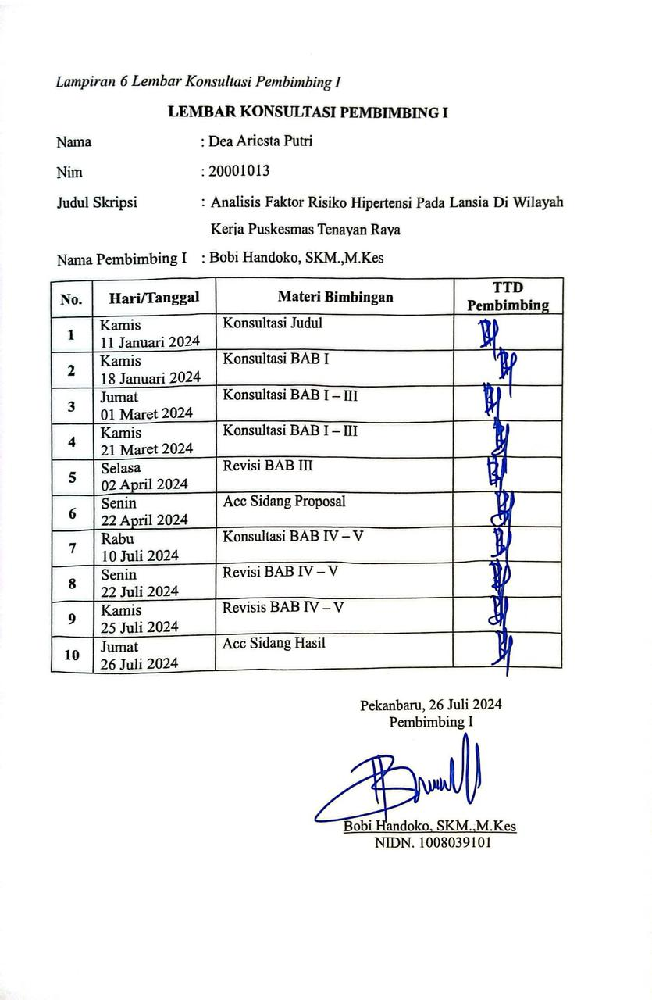 Lampiran 6 Lembar Konsultasi Pembimbing I
LEMBAR KONSULTASI PEMBIMBING I
Nama : Dea Ariesta Putri
Nim : 20001013
Judul Skripsi : Analisis Faktor Risiko Hipertensi Pada Lansia Di Wilayah
Kerja Puskesmas Tenayan Raya
Nama Pembimbing I : Bobi Handoko, SKM.,M.Kes
No. Hari/Tanggal Materi Bimbingan TTD Pembimbing
1 Kamis Konsultasi Judul
11 Januari 2024
2 Kamis Konsultasi BAB I
18 Januari 2024
3 Jumat Konsultasi BAB I – III
01 Maret 2024
4 Kamis Konsultasi BAB I – III
21 Maret 2024
5 Selasa Revisi BAB III
02 April 2024
6 Senin Acc Sidang Proposal
22 April 2024
7 Rabu Konsultasi BAB IV – V
10 Juli 2024
8 Senin Revisi BAB IV – V
22 Juli 2024
9 Kamis Revisis BAB IV – V
25 Juli 2024
10 Jumat Acc Sidang Hasil
26 Juli 2024
Pekanbaru, 26 Juli 2024
Pembimbing I
Bobi Handoko, SKM.,M.Kes
NIDN. 1008039101